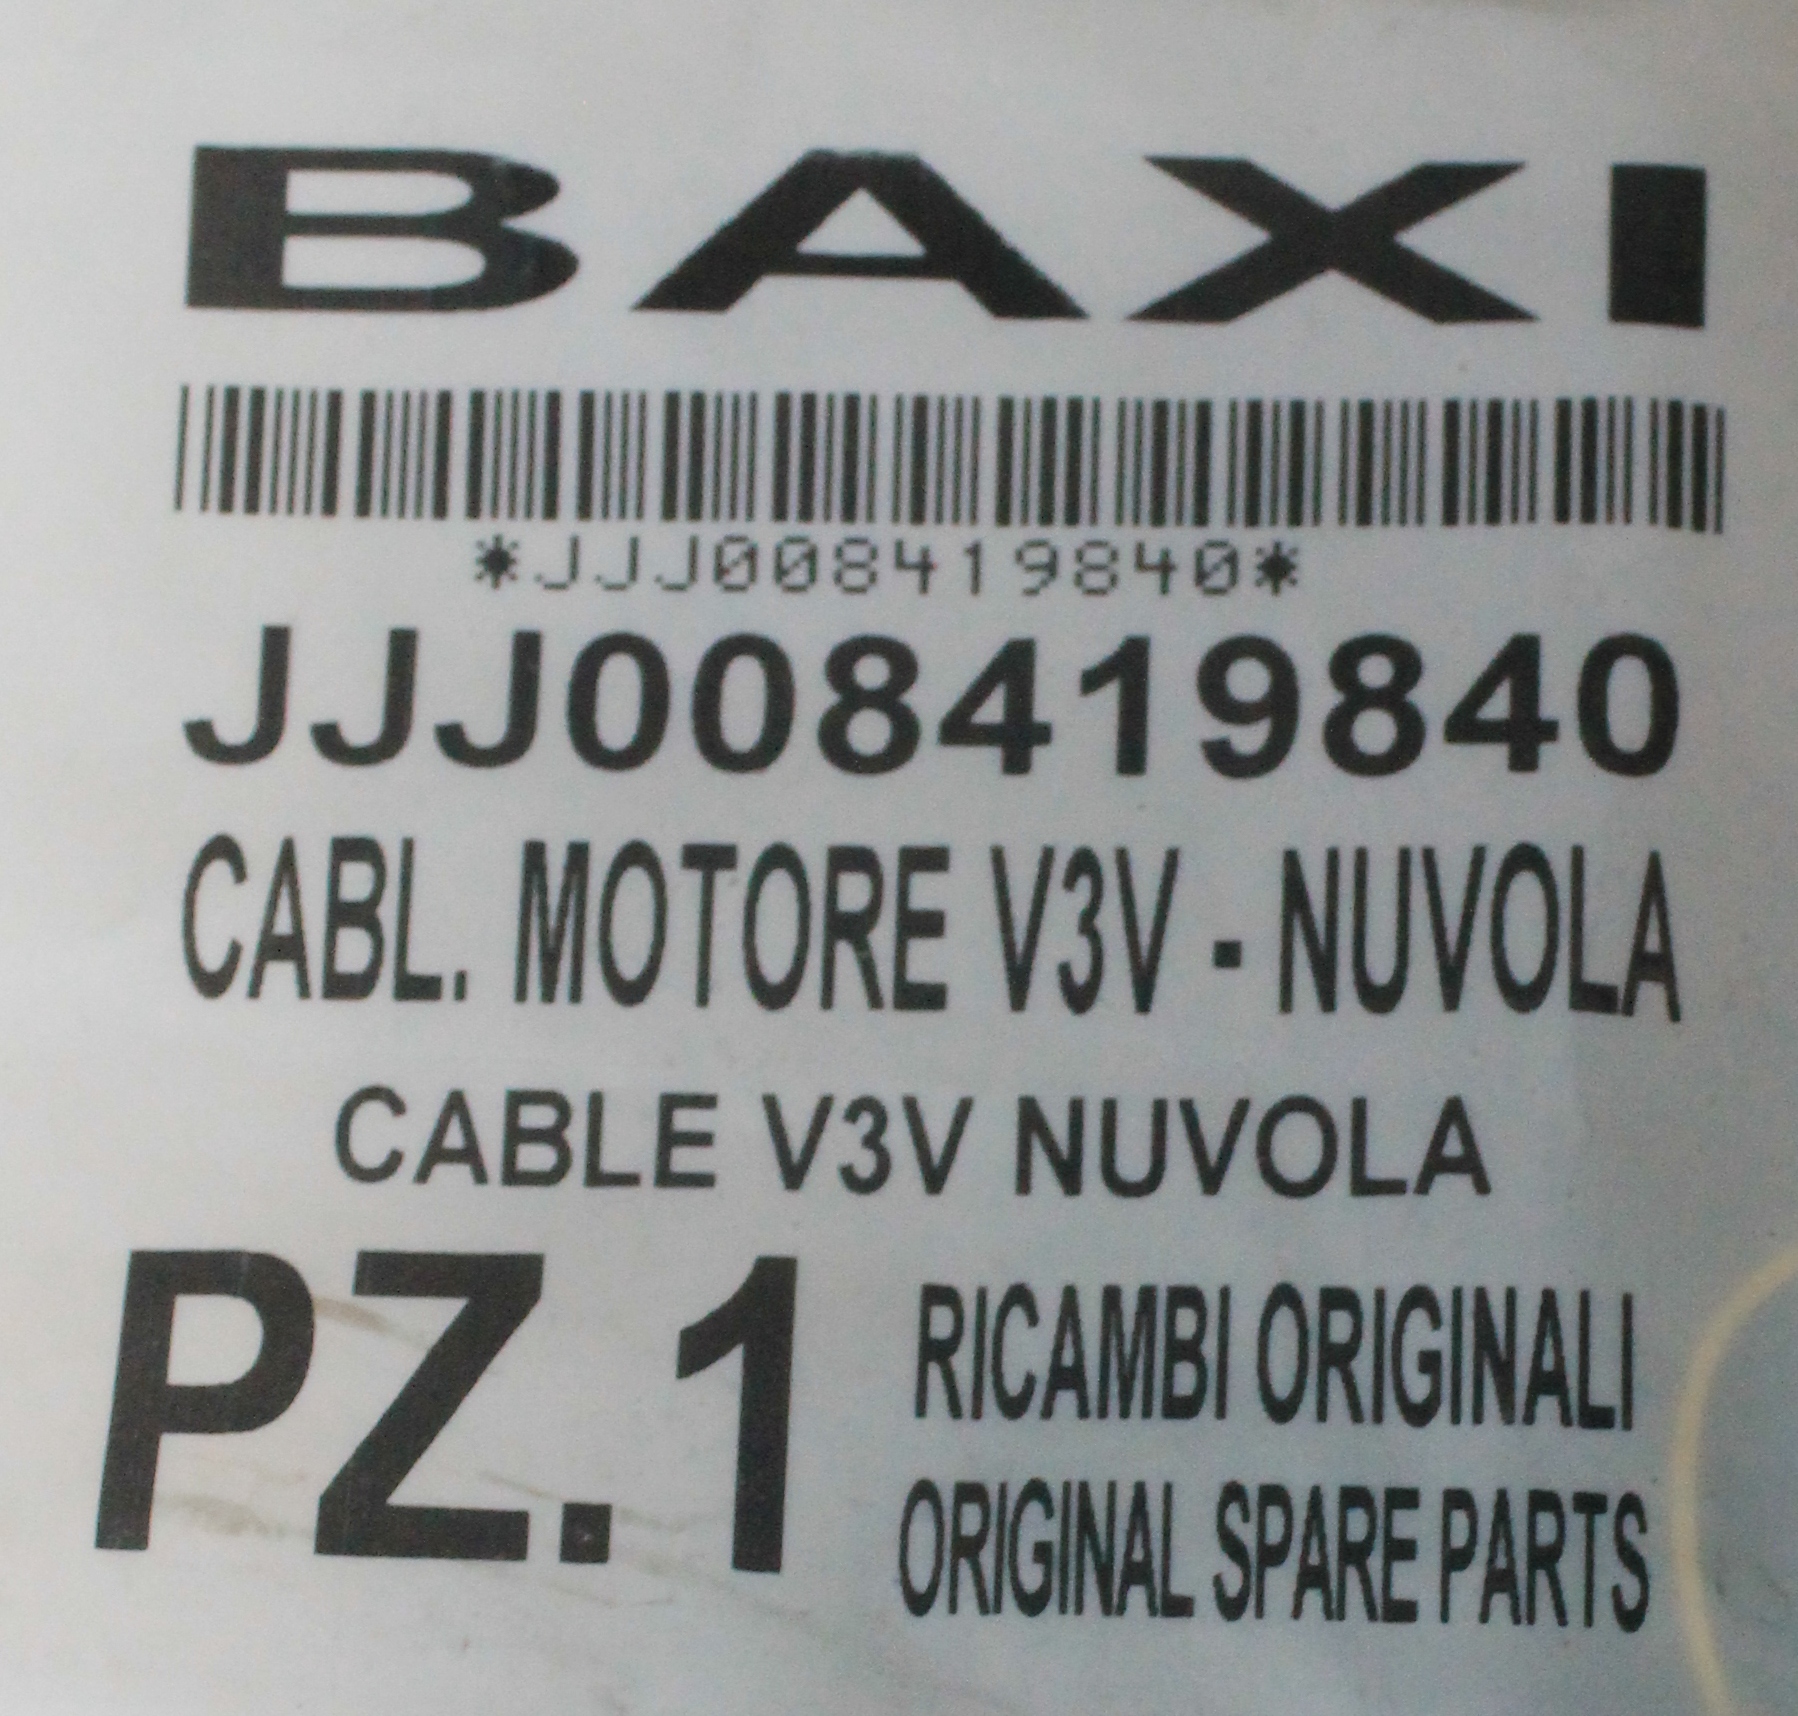 BAXI
*JJJ008419840*
JJJ008419840
CABL. MOTORE V3V - NUVOLA
CABLE V3V NUVOLA
PZ.1
RICAMBI ORIGINALI
ORIGINAL SPARE PARTS